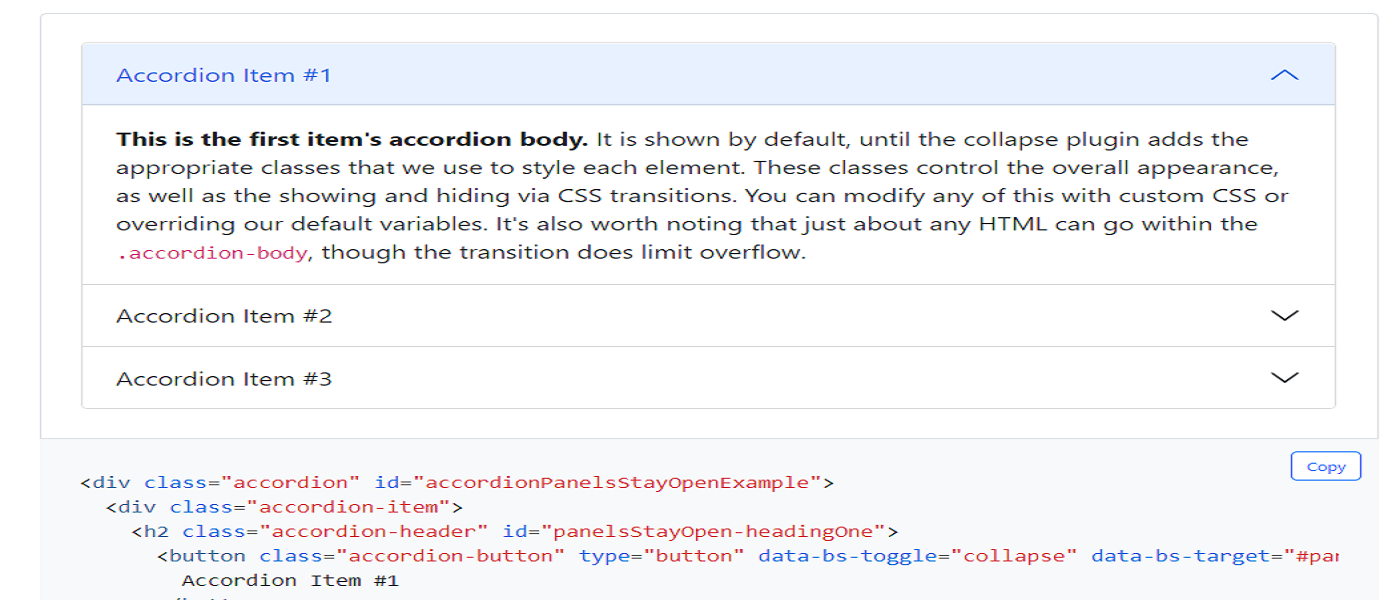 Accordion Item #1
This is the first item's accordion body. It is shown by default, until the collapse plugin adds the
appropriate classes that we use to style each element. These classes control the overall appearance,
as well as the showing and hiding via CSS transitions. You can modify any of this with custom CSS or
overriding our default variables. It's also worth noting that just about any HTML can go within the
.accordion-body, though the transition does limit overflow.
Accordion Item #2
Accordion Item #3
Copy
<div class="accordion" id="accordionPanelsStayOpenExample">
  <div class="accordion-item">
    <h2 class="accordion-header" id="panelsStayOpen-headingOne">
      <button class="accordion-button" type="button" data-bs-toggle="collapse" data-bs-target="#par
        Accordion Item #1